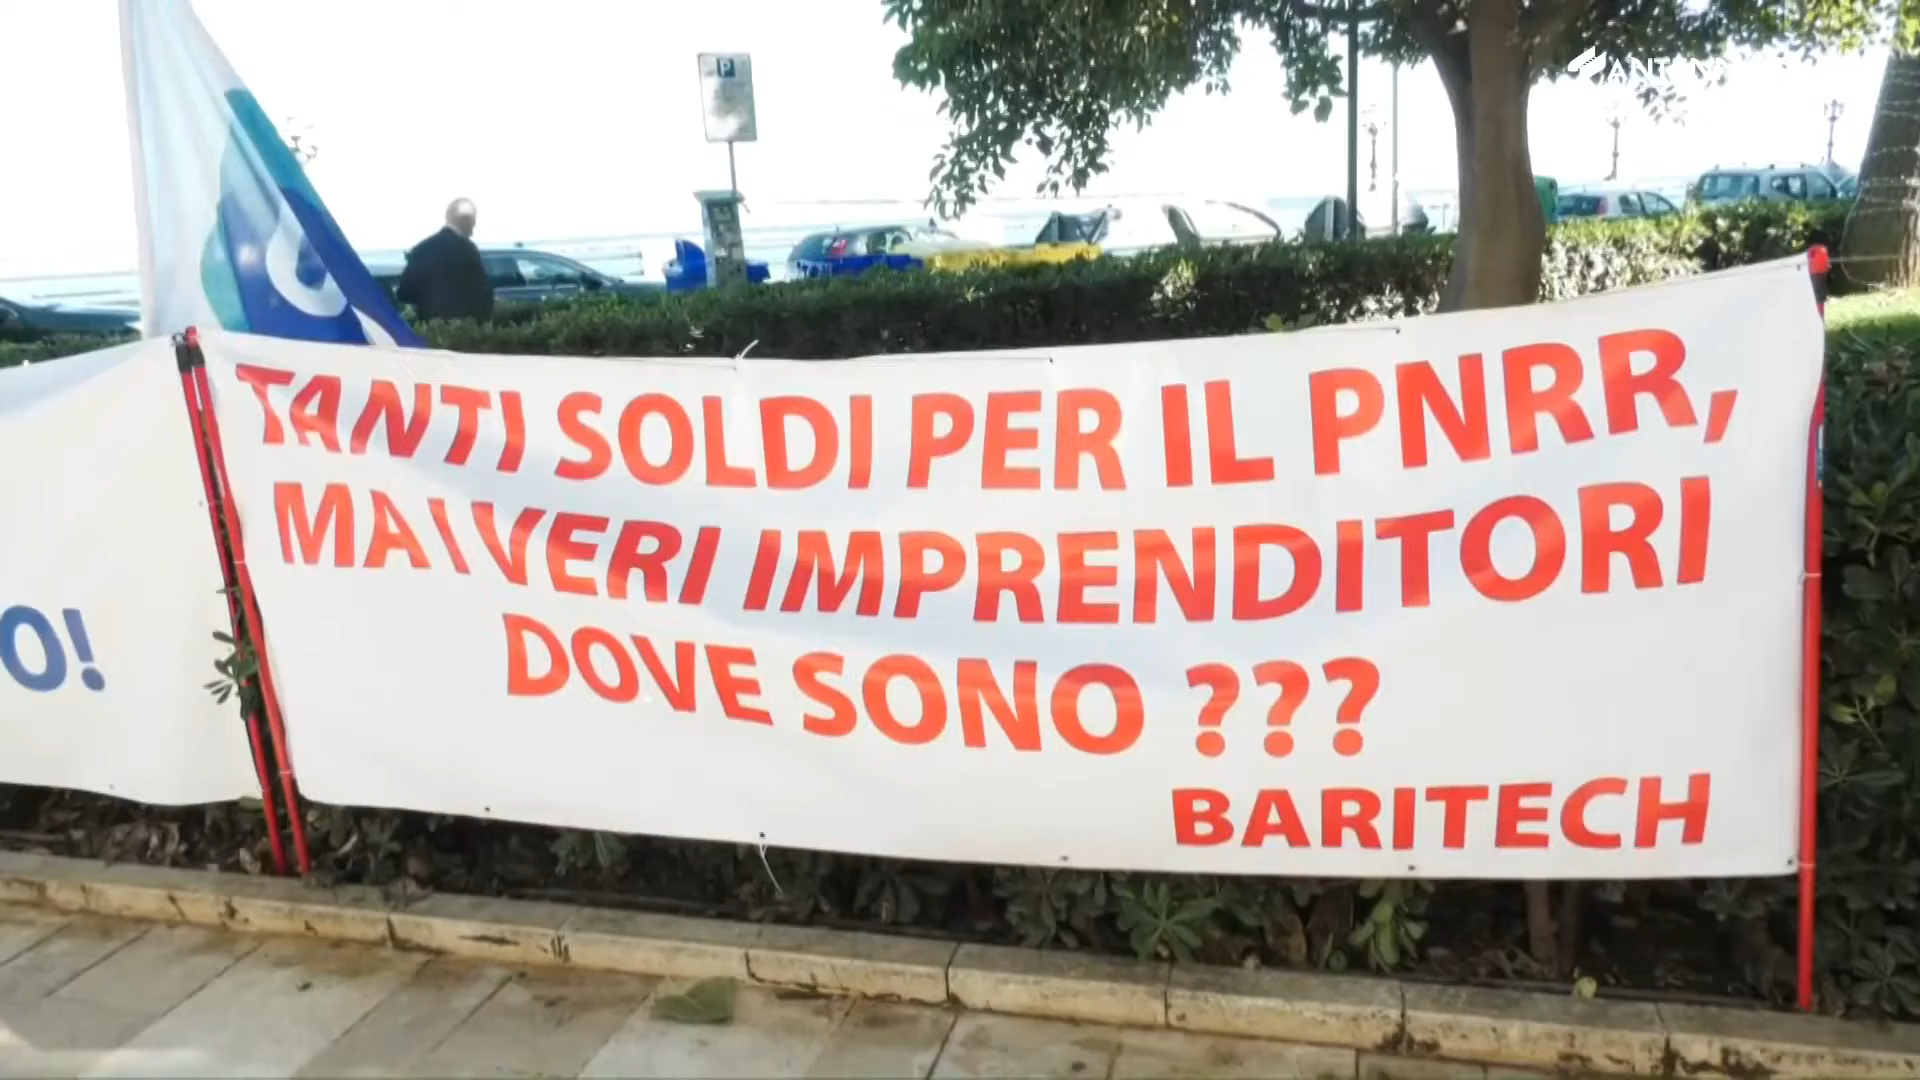 P
TANTI SOLDI PER IL PNRR,
MA I VERI IMPRENDITORI
DOVE SONO ???
BARITECH
O!